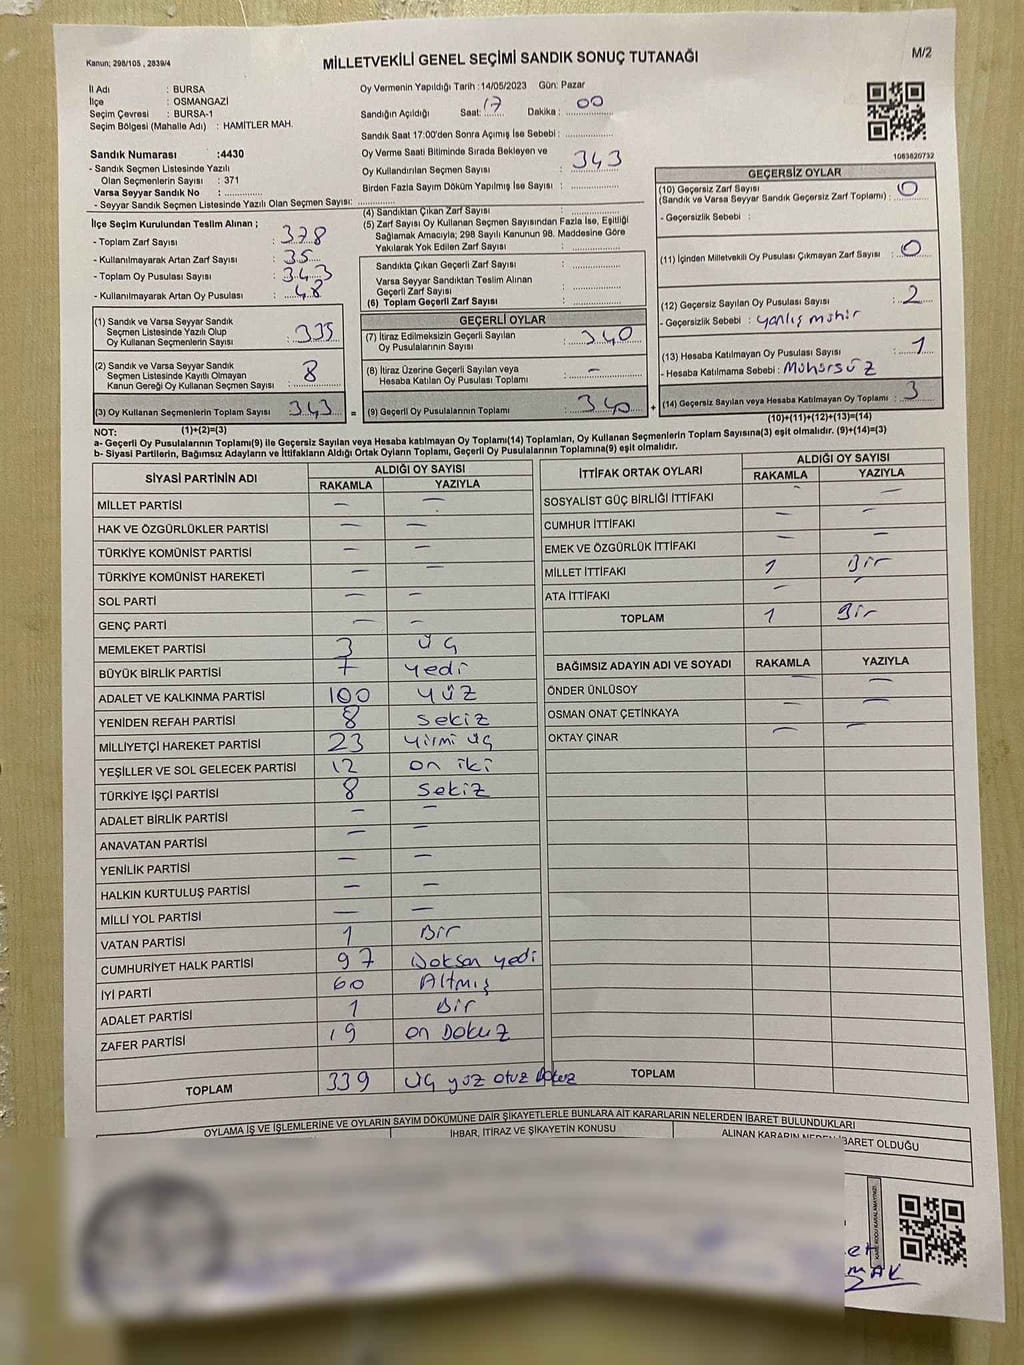 Kanun; 298/105 , 2839/4
MİLLETVEKİLİ GENEL SEÇİMİ SANDIK SONUÇ TUTANAĞI
M/2
İl Adı : BURSA
İlçe : OSMANGAZİ
Seçim Çevresi : BURSA-1
Seçim Bölgesi (Mahalle Adı) : HAMİTLER MAH.
Oy Vermenin Yapıldığı Tarih :14/05/2023 Gün: Pazar
Sandığın Açıldığı Saat: 17 Dakika : 00
Sandık Saat 17:00'den Sonra Açımış İse Sebebi :
Oy Verme Saati Bitiminde Sırada Bekleyen ve
Oy Kullandırılan Seçmen Sayısı : 343
Birden Fazla Sayım Döküm Yapılmış İse Sayısı :
1083820732
Sandık Numarası :4430
- Sandık Seçmen Listesinde Yazılı
Olan Seçmenlerin Sayısı : 371
Varsa Seyyar Sandık No :
- Seyyar Sandık Seçmen Listesinde Yazılı Olan Seçmen Sayısı:
İlçe Seçim Kurulundan Teslim Alınan ;
- Toplam Zarf Sayısı : 378
- Kullanılmayarak Artan Zarf Sayısı : 35
- Toplam Oy Pusulası Sayısı : 343
- Kullanılmayarak Artan Oy Pusulası : 48
(1) Sandık ve Varsa Seyyar Sandık
Seçmen Listesinde Yazılı Olup
Oy Kullanan Seçmenlerin Sayısı : 335
(2) Sandık ve Varsa Seyyar Sandık
Seçmen Listesinde Kayıtlı Olmayan
Kanun Gereği Oy Kullanan Seçmen Sayısı : 8
(3) Oy Kullanan Seçmenlerin Toplam Sayısı : 343 =
(4) Sandıktan Çıkan Zarf Sayısı :
(5) Zarf Sayısı Oy Kullanan Seçmen Sayısından Fazla İse, Eşitliği
Sağlamak Amacıyla; 298 Sayılı Kanunun 98. Maddesine Göre
Yakılarak Yok Edilen Zarf Sayısı :
Sandıkta Çıkan Geçerli Zarf Sayısı :
Varsa Seyyar Sandıktan Teslim Alınan
Geçerli Zarf Sayısı :
(6) Toplam Geçerli Zarf Sayısı :
GEÇERLİ OYLAR
(7) İtiraz Edilmeksizin Geçerli Sayılan
Oy Pusulalarının Sayısı : 340
(8) İtiraz Üzerine Geçerli Sayılan veya
Hesaba Katılan Oy Pusulası Toplamı : –
(9) Geçerli Oy Pusulalarının Toplamı : 340 +
GEÇERSİZ OYLAR
(10) Geçersiz Zarf Sayısı
(Sandık ve Varsa Seyyar Sandık Geçersiz Zarf Toplamı) : 0
- Geçersizlik Sebebi :
(11) İçinden Milletvekili Oy Pusulası Çıkmayan Zarf Sayısı : 0
(12) Geçersiz Sayılan Oy Pusulası Sayısı : 2
- Geçersizlik Sebebi : yanlış mühir
(13) Hesaba Katılmayan Oy Pusulası Sayısı : 1
- Hesaba Katılmama Sebebi : Mühürsüz
(14) Geçersiz Sayılan veya Hesaba Katılmayan Oy Toplamı : 3
NOT: (1)+(2)=(3)
(10)+(11)+(12)+(13)=(14)
a- Geçerli Oy Pusulalarının Toplamı(9) ile Geçersiz Sayılan veya Hesaba katılmayan Oy Toplamı(14) Toplamları, Oy Kullanan Seçmenlerin Toplam Sayısına(3) eşit olmalıdır. (9)+(14)=(3)
b- Siyasi Partilerin, Bağımsız Adayların ve İttifakların Aldığı Ortak Oyların Toplamı, Geçerli Oy Pusulalarının Toplamına(9) eşit olmalıdır.
SİYASİ PARTİNİN ADI
ALDIĞI OY SAYISI
RAKAMLA YAZIYLA
MİLLET PARTİSİ – –
HAK VE ÖZGÜRLÜKLER PARTİSİ – –
TÜRKİYE KOMÜNİST PARTİSİ – –
TÜRKİYE KOMÜNİST HAREKETİ – –
SOL PARTİ – –
GENÇ PARTİ – –
MEMLEKET PARTİSİ 3 ÜÇ
BÜYÜK BİRLİK PARTİSİ 7 yedi
ADALET VE KALKINMA PARTİSİ 100 YÜZ
YENİDEN REFAH PARTİSİ 8 sekiz
MİLLİYETÇİ HAREKET PARTİSİ 23 yirmi üç
YEŞİLLER VE SOL GELECEK PARTİSİ 12 on iki
TÜRKİYE İŞÇİ PARTİSİ 8 Sekiz
ADALET BİRLİK PARTİSİ – –
ANAVATAN PARTİSİ – –
YENİLİK PARTİSİ – –
HALKIN KURTULUŞ PARTİSİ – –
MİLLİ YOL PARTİSİ – –
VATAN PARTİSİ 1 Bir
CUMHURİYET HALK PARTİSİ 97 Doksan yedi
İYİ PARTİ 60 Altmış
ADALET PARTİSİ 1 Bir
ZAFER PARTİSİ 19 on Dokuz
TOPLAM 339 üç yüz otuz Dokuz
İTTİFAK ORTAK OYLARI
ALDIĞI OY SAYISI
RAKAMLA YAZIYLA
SOSYALİST GÜÇ BİRLİĞİ İTTİFAKI – –
CUMHUR İTTİFAKI – –
EMEK VE ÖZGÜRLÜK İTTİFAKI – –
MİLLET İTTİFAKI 1 Bir
ATA İTTİFAKI – –
TOPLAM 1 Bir
BAĞIMSIZ ADAYIN ADI VE SOYADI RAKAMLA YAZIYLA
ÖNDER ÜNLÜSOY – –
OSMAN ONAT ÇETİNKAYA – –
OKTAY ÇINAR – –
TOPLAM
OYLAMA İŞ VE İŞLEMLERİNE VE OYLARIN SAYIM DÖKÜMÜNE DAİR ŞİKAYETLERLE BUNLARA AİT KARARLARIN NELERDEN İBARET BULUNDUKLARI
İHBAR, İTİRAZ VE ŞİKAYETİN KONUSU
ALINAN KARARIN NEDEN İBARET OLDUĞU